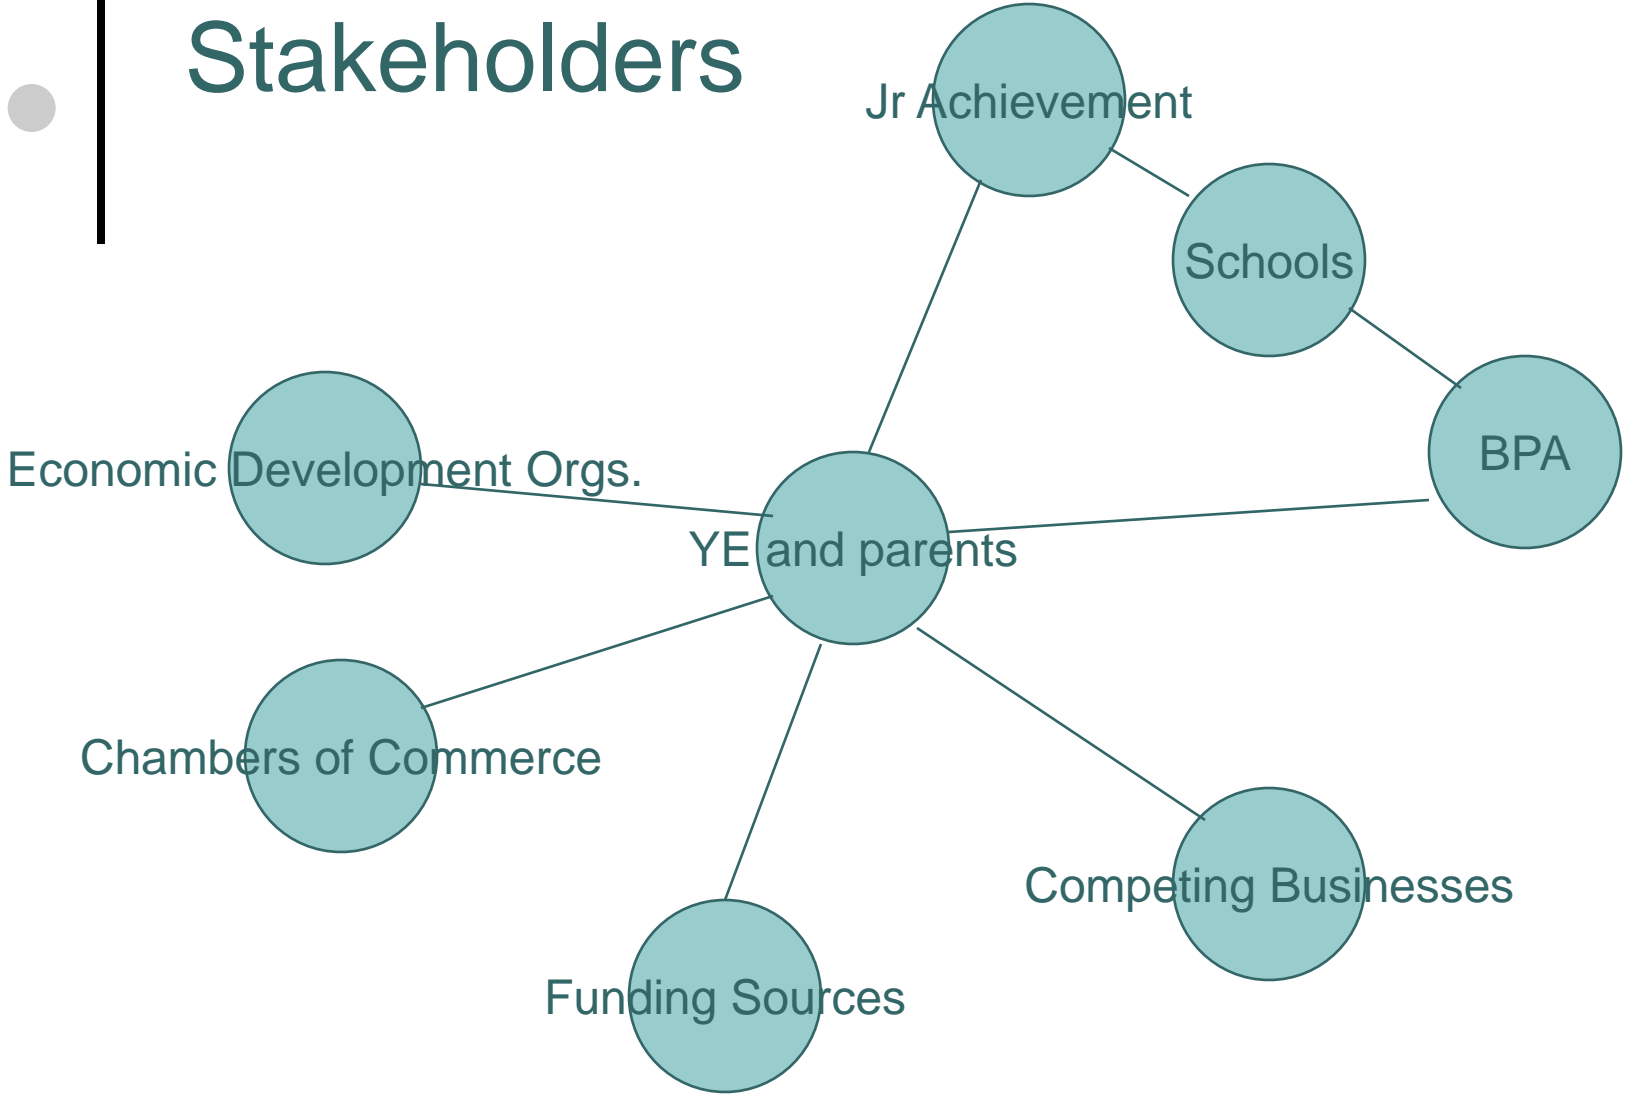 Stakeholders
Jr Achievement
Schools
BPA
Economic Development Orgs.
YE and parents
Chambers of Commerce
Competing Businesses
Funding Sources